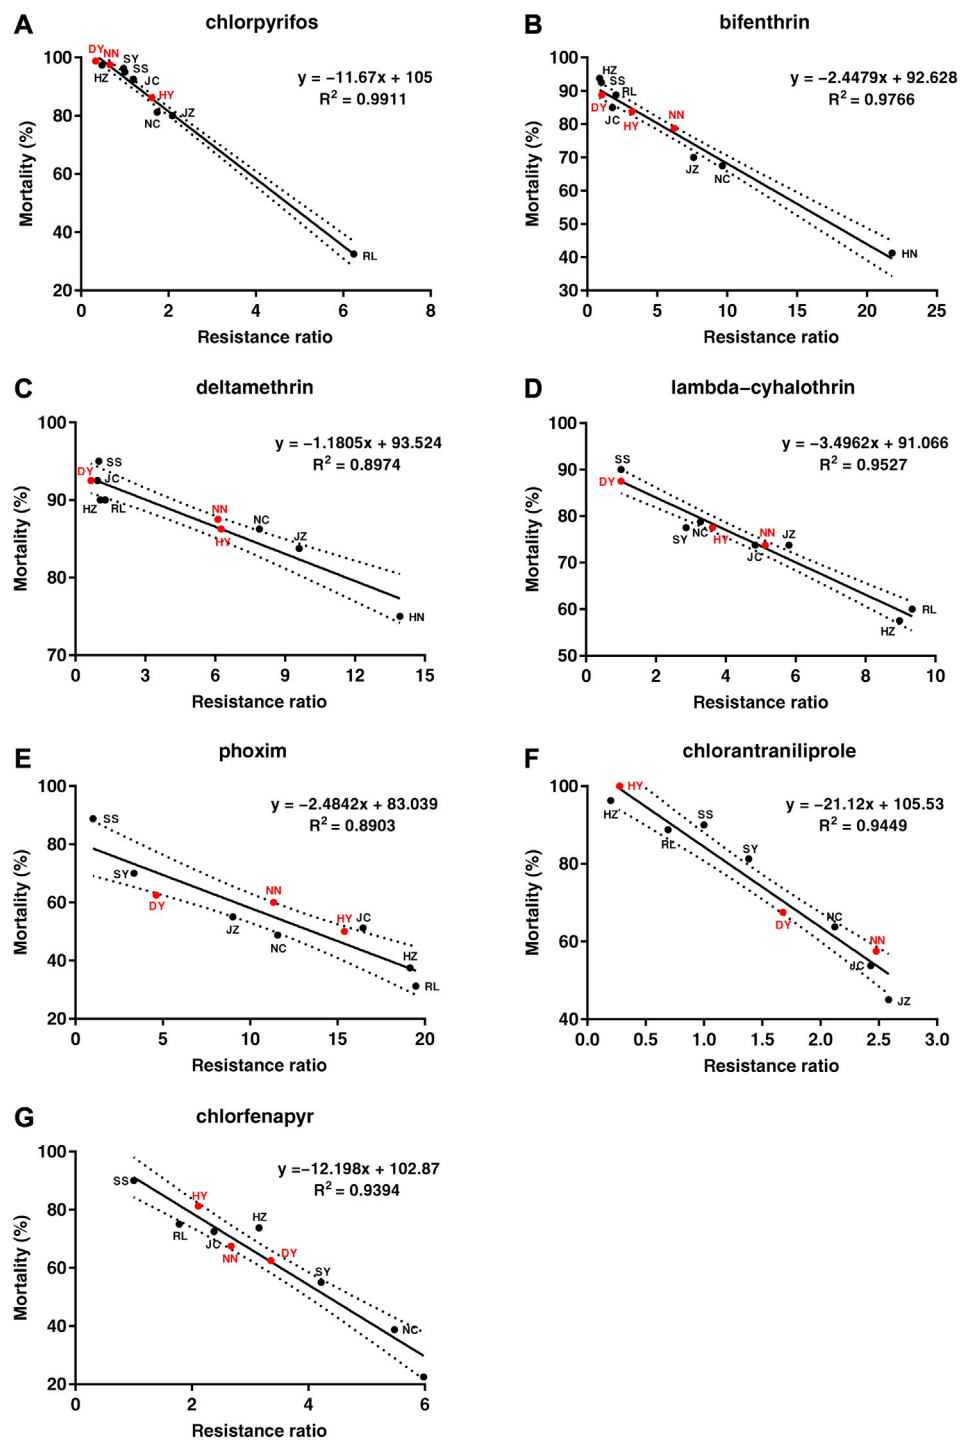 A
chlorpyrifos
y = −11.67x + 105
R² = 0.9911
Mortality (%)
100
80
60
40
20
0
2
4
6
8
Resistance ratio
DY
NN
SY
SS
HZ
JC
HY
NC
JZ
RL
B
bifenthrin
y = −2.4479x + 92.628
R² = 0.9766
Mortality (%)
100
90
80
70
60
50
40
30
0
5
10
15
20
25
Resistance ratio
HZ
SS
RL
DY
JC
HY
NN
JZ
NC
HN
C
deltamethrin
y = −1.1805x + 93.524
R² = 0.8974
Mortality (%)
100
90
80
70
0
3
6
9
12
15
Resistance ratio
SS
DY
JC
HZ
RL
NN
HY
NC
JZ
HN
D
lambda−cyhalothrin
y = −3.4962x + 91.066
R² = 0.9527
Mortality (%)
100
90
80
70
60
50
0
2
4
6
8
10
Resistance ratio
SS
DY
SY
NC
HY
JC
NN
JZ
HZ
RL
E
phoxim
y = −2.4842x + 83.039
R² = 0.8903
Mortality (%)
100
80
60
40
20
0
5
10
15
20
Resistance ratio
SS
SY
DY
JZ
NN
NC
HY
JC
HZ
RL
F
chlorantraniliprole
y = −21.12x + 105.53
R² = 0.9449
Mortality (%)
100
80
60
40
0.0
0.5
1.0
1.5
2.0
2.5
3.0
Resistance ratio
HY
HZ
RL
SS
SY
DY
NC
NN
JC
JZ
G
chlorfenapyr
y =−12.198x + 102.87
R² = 0.9394
Mortality (%)
100
80
60
40
20
0
2
4
6
Resistance ratio
SS
HY
RL
JC
NN
HZ
DY
SY
NC